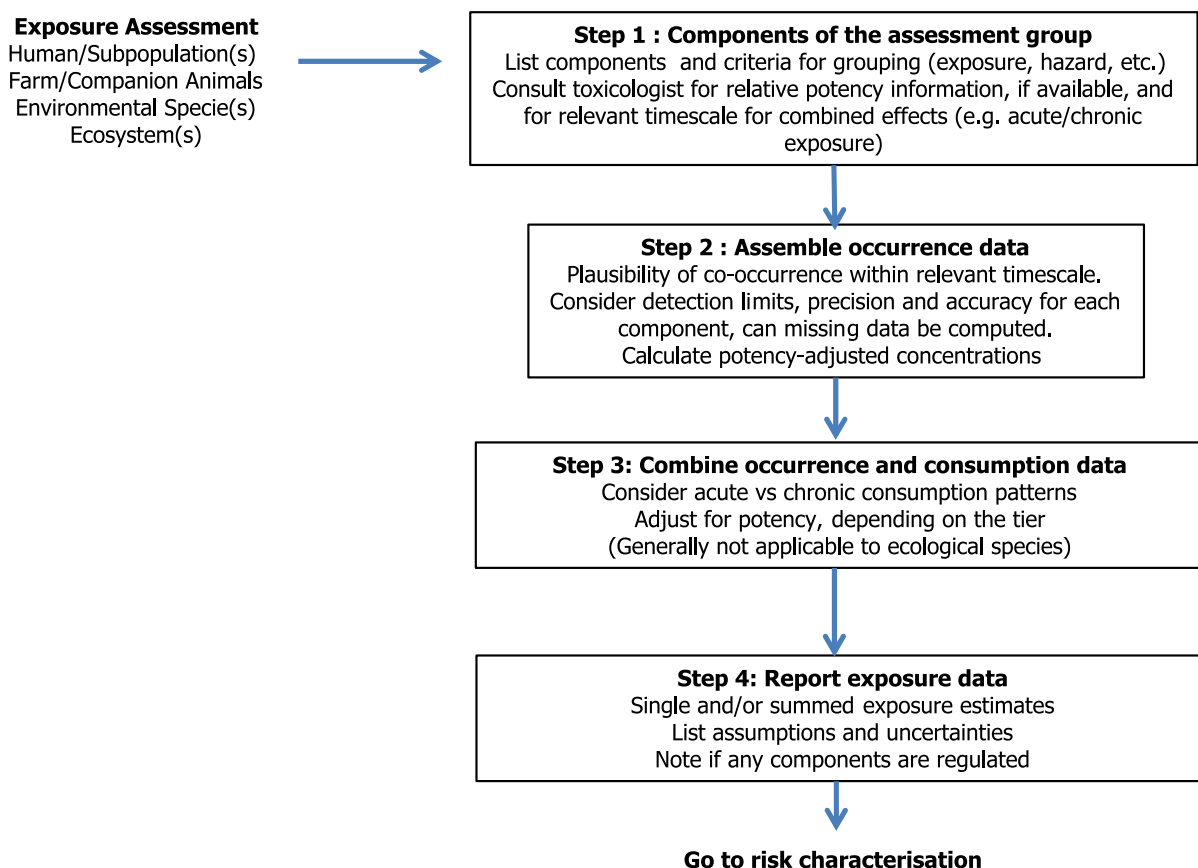 Exposure Assessment
Human/Subpopulation(s)
Farm/Companion Animals
Environmental Specie(s)
Ecosystem(s)
Step 1 : Components of the assessment group
List components and criteria for grouping (exposure, hazard, etc.)
Consult toxicologist for relative potency information, if available, and
for relevant timescale for combined effects (e.g. acute/chronic
exposure)
Step 2 : Assemble occurrence data
Plausibility of co-occurrence within relevant timescale.
Consider detection limits, precision and accuracy for each
component, can missing data be computed.
Calculate potency-adjusted concentrations
Step 3: Combine occurrence and consumption data
Consider acute vs chronic consumption patterns
Adjust for potency, depending on the tier
(Generally not applicable to ecological species)
Step 4: Report exposure data
Single and/or summed exposure estimates
List assumptions and uncertainties
Note if any components are regulated
Go to risk characterisation